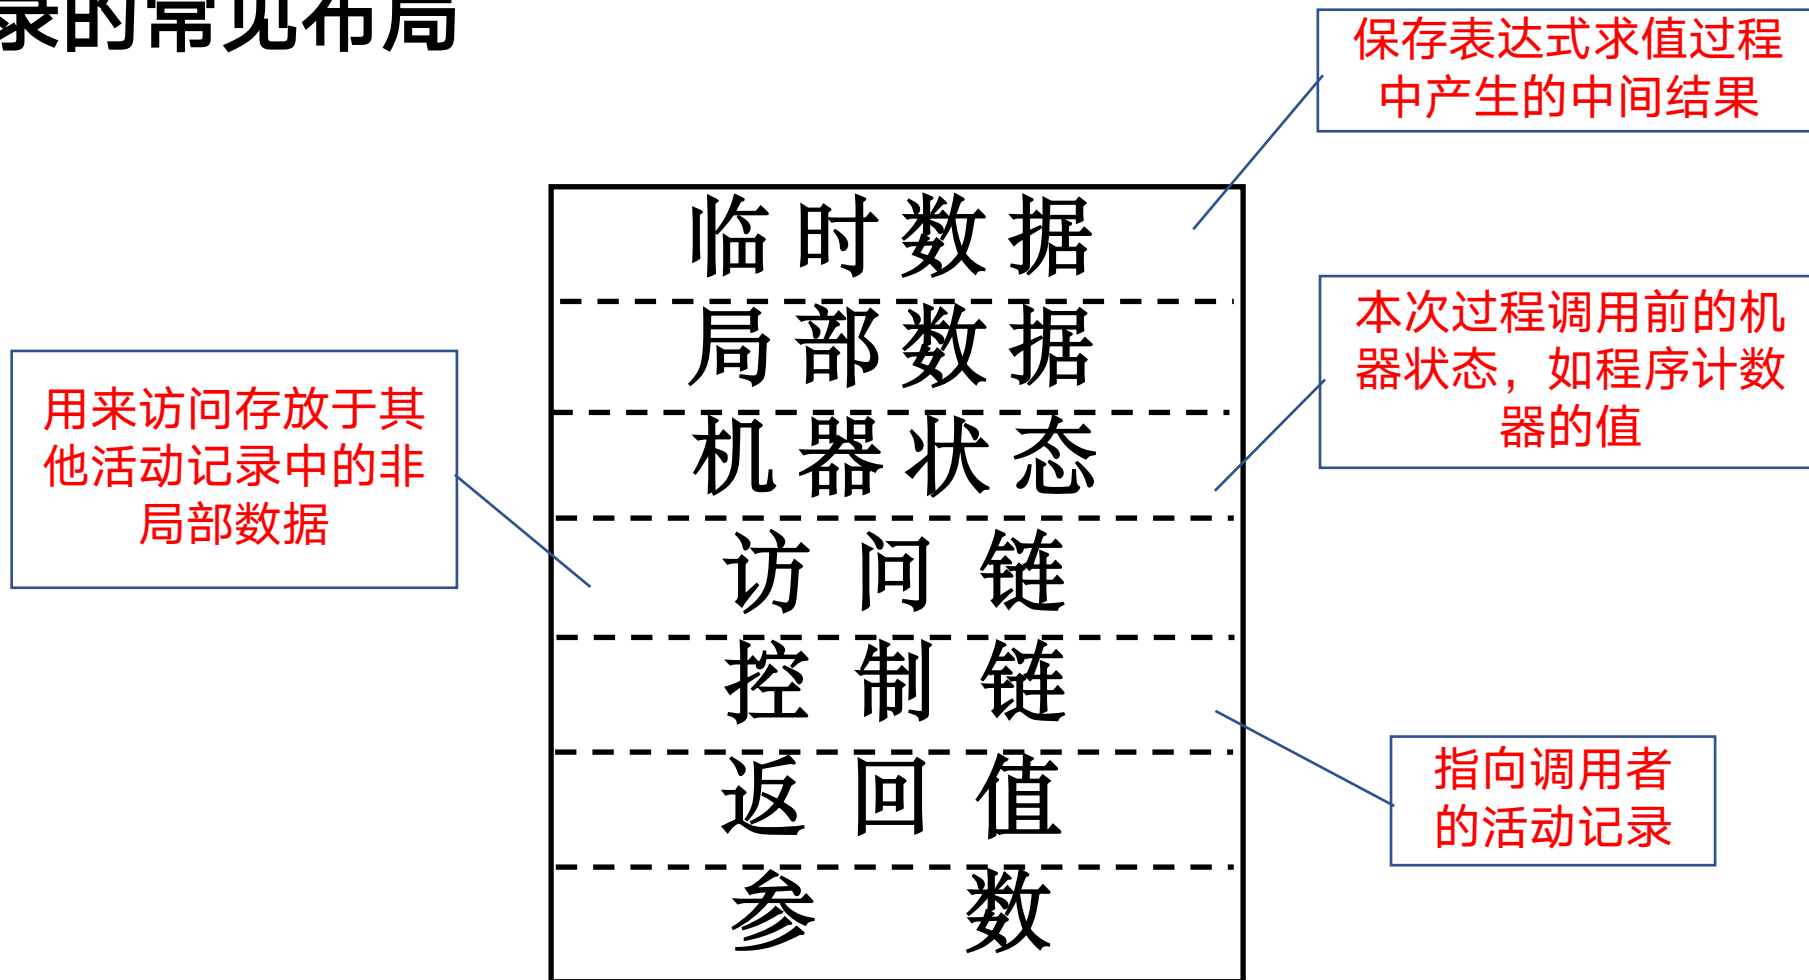 录的常见布局
保存表达式求值过程
中产生的中间结果
临时数据
局部数据
机器状态
访问链
控制链
返回值
参数
本次过程调用前的机
器状态，如程序计数
器的值
用来访问存放于其
他活动记录中的非
局部数据
指向调用者
的活动记录